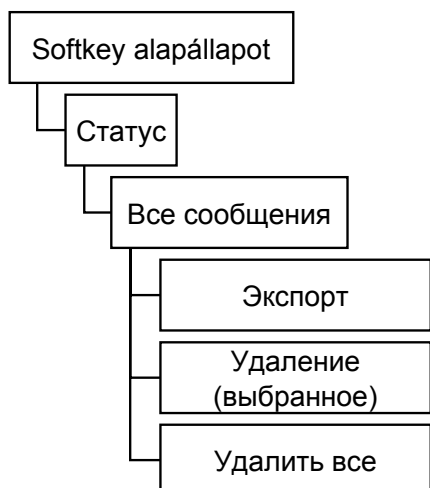 Softkey alapállapot
Статус
Все сообщения
Экспорт
Удаление
(выбранное)
Удалить все